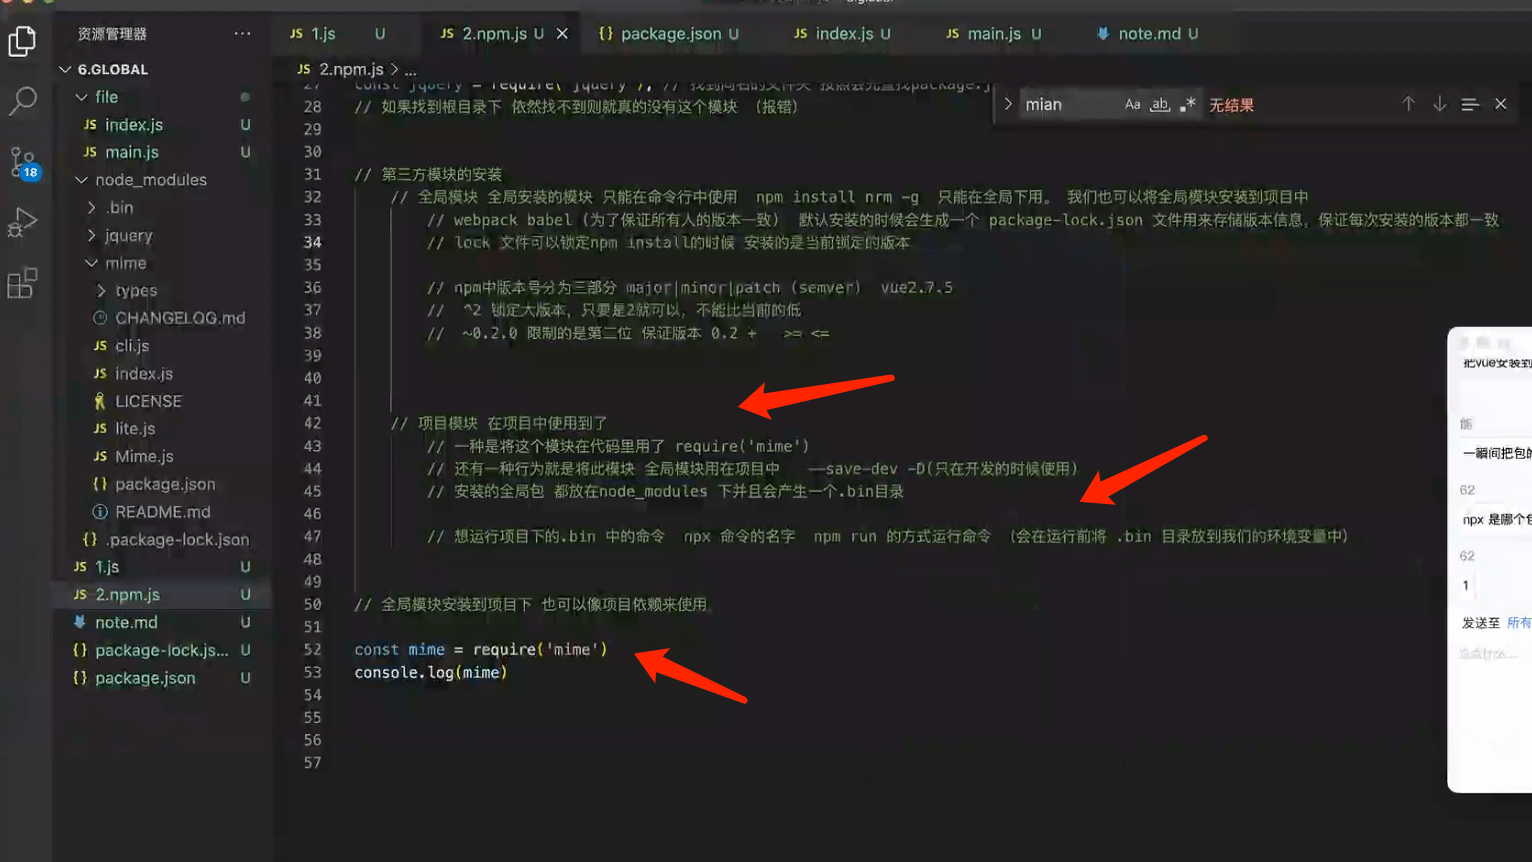 资源管理器 ···
6.GLOBAL
file
index.js U
main.js U
node_modules
.bin
jquery
mime
types
CHANGELOG.md
cli.js
index.js
LICENSE
lite.js
Mime.js
package.json
README.md
.package-lock.json
1.js U
2.npm.js U
note.md U
package-lock.js... U
package.json U
18
JS 1.js U
JS 2.npm.js U
{} package.json U
JS index.js U
JS main.js U
note.md U
JS 2.npm.js > ...
mian
Aa ab .*
无结果
27 const jquery = require('jquery'); // 找到同名的文件夹 按照会先查找package.j
28 // 如果找到根目录下 依然找不到则就真的没有这个模块 （报错）
29
30
31 // 第三方模块的安装
32 // 全局模块 全局安装的模块 只能在命令行中使用 npm install nrm -g 只能在全局下用。 我们也可以将全局模块安装到项目中
33 // webpack babel (为了保证所有人的版本一致) 默认安装的时候会生成一个 package-lock.json 文件用来存储版本信息，保证每次安装的版本都一致
34 // lock 文件可以锁定npm install的时候 安装的是当前锁定的版本
35
36 // npm中版本号分为三部分 major|minor|patch (semver) vue2.7.5
37 // ^2 锁定大版本，只要是2就可以，不能比当前的低
38 // ~0.2.0 限制的是第二位 保证版本 0.2 + >= <=
39
40
41
42 // 项目模块 在项目中使用到了
43 // 一种是将这个模块在代码里用了 require('mime')
44 // 还有一种行为就是将此模块 全局模块用在项目中 --save-dev -D(只在开发的时候使用)
45 // 安装的全局包 都放在node_modules 下并且会产生一个.bin目录
46
47 // 想运行项目下的.bin 中的命令 npx 命令的名字 npm run 的方式运行命令 （会在运行前将 .bin 目录放到我们的环境变量中）
48
49
50 // 全局模块安装到项目下 也可以像项目依赖来使用
51
52 const mime = require('mime')
53 console.log(mime)
54
55
56
57
把vue安装到
能
一瞬间把包的
62
npx 是哪个包
62
1
发送至 所有